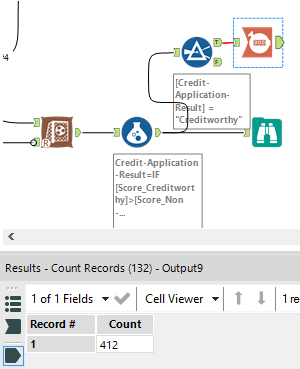 #4
T
F
[Credit-
Application-
Result] =
"Creditworthy"
R
Credit-Application
-Result=IF
[Score_Creditwort
hy]>[Score_Non
-...
Results - Count Records (132) - Output9
1 of 1 Fields
Cell Viewer
1 re
Record #
Count
1
412